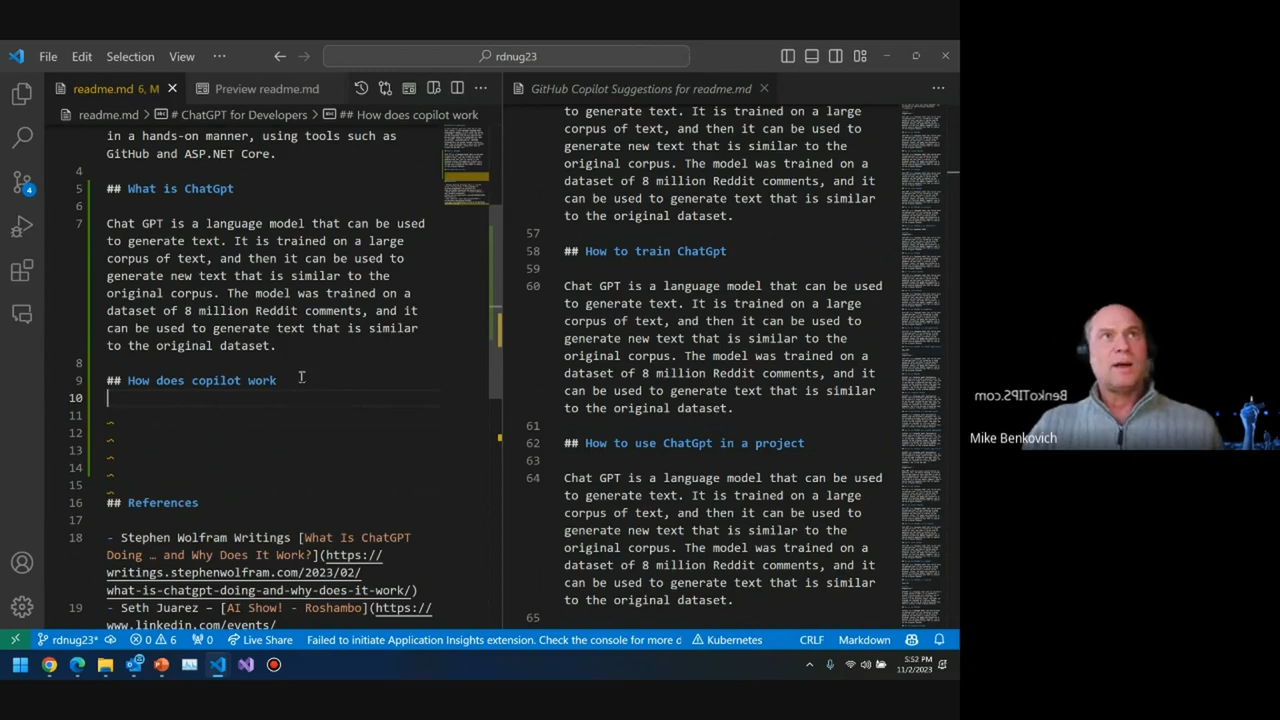 File Edit Selection View ··· rdnug23
readme.md 6, M Preview readme.md GitHub Copilot Suggestions for readme.md
readme.md > # ChatGPT for Developers > ## How does copilot work
in a hands-on manner, using tools such as
GitHub and ASP.NET Core.
4
5 ## What is ChatGpt
6
7 Chat GPT is a language model that can be used
to generate text. It is trained on a large
corpus of text, and then it can be used to
generate new text that is similar to the
original corpus. The model was trained on a
dataset of 8 million Reddit comments, and it
can be used to generate text that is similar
to the original dataset.
8
9 ## How does copilot work
10
11
12
13
14
15
16 ## References
17
18 - Stephen Wolfram Writings [What Is ChatGPT
Doing … and Why Does It Work?](https://
writings.stephenwolfram.com/2023/02/
what-is-chatgpt-doing-and-why-does-it-work/)
19 - Seth Juarez - [AI Show! - Roshambo](https://
www.linkedin.com/events/
to generate text. It is trained on a large
corpus of text, and then it can be used to
generate new text that is similar to the
original corpus. The model was trained on a
dataset of 8 million Reddit comments, and it
can be used to generate text that is similar
to the original dataset.
57
58 ## How to train ChatGpt
59
60 Chat GPT is a language model that can be used
to generate text. It is trained on a large
corpus of text, and then it can be used to
generate new text that is similar to the
original corpus. The model was trained on a
dataset of 8 million Reddit comments, and it
can be used to generate text that is similar
to the original dataset.
61
62 ## How to use ChatGpt in a project
63
64 Chat GPT is a language model that can be used
to generate text. It is trained on a large
corpus of text, and then it can be used to
generate new text that is similar to the
original corpus. The model was trained on a
dataset of 8 million Reddit comments, and it
can be used to generate text that is similar
to the original dataset.
65
4
BenkoTIPS.com
Mike Benkovich
rdnug23* 0 6 0 Live Share Failed to initiate Application Insights extension. Check the console for more d Kubernetes CRLF Markdown
5:52 PM
11/2/2023